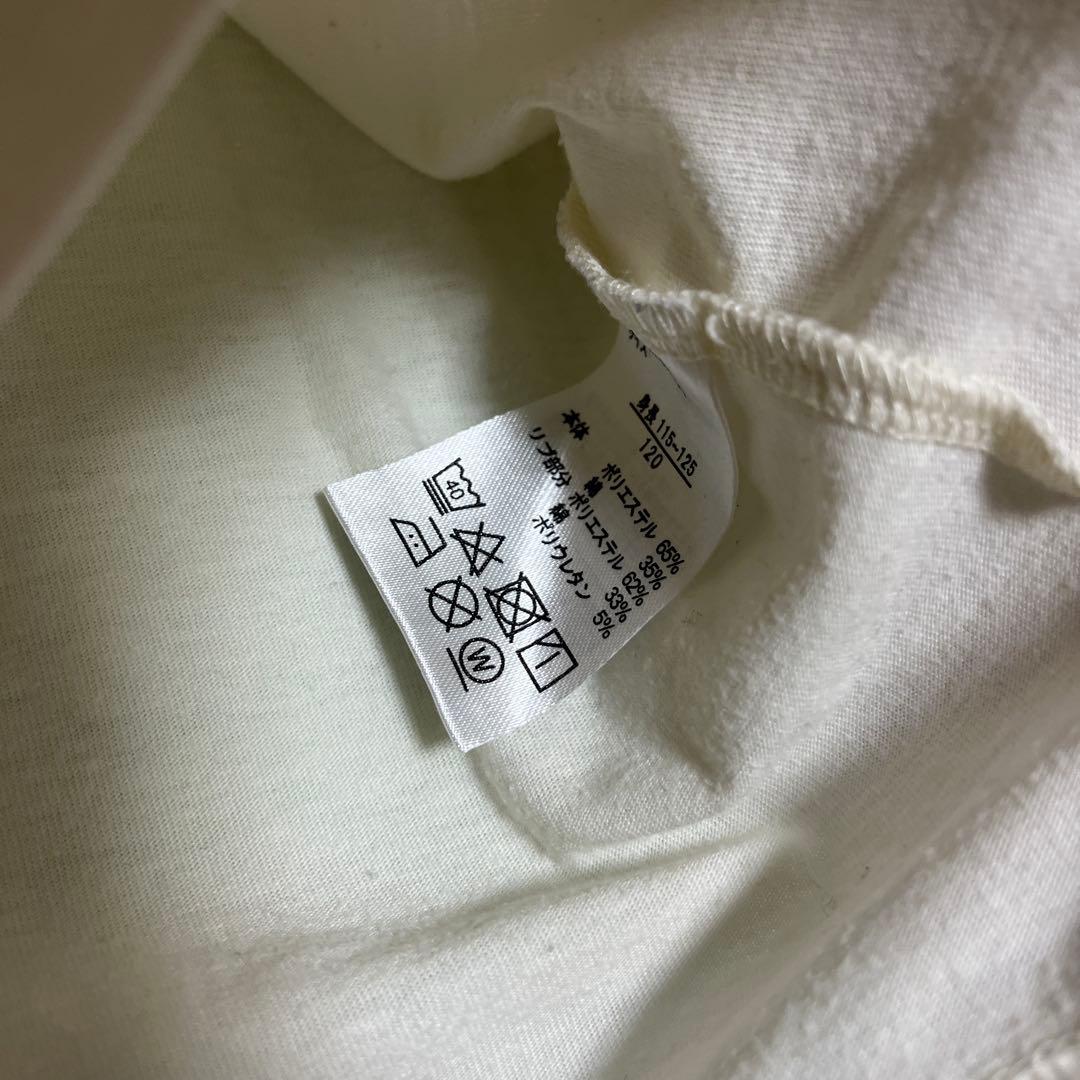 身長115~125
120
本体 ポリエステル 65%
綿 35%
リブ部分 ポリエステル 62%
綿 33%
ポリウレタン 5%
40
W